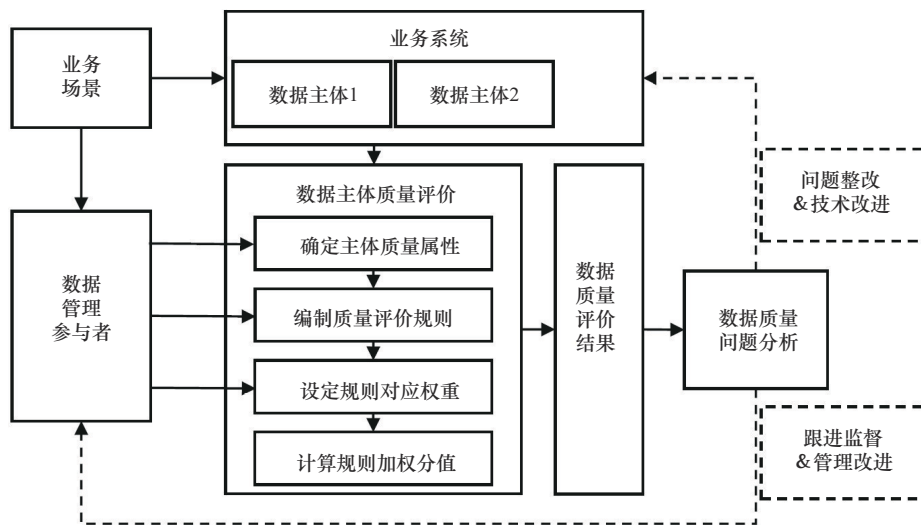 业务
场景
业务系统
数据主体1
数据主体2
数据主体质量评价
确定主体质量属性
编制质量评价规则
设定规则对应权重
计算规则加权分值
数据
管理
参与者
数据
质量
评价
结果
数据质量
问题分析
问题整改
&技术改进
跟进监督
&管理改进